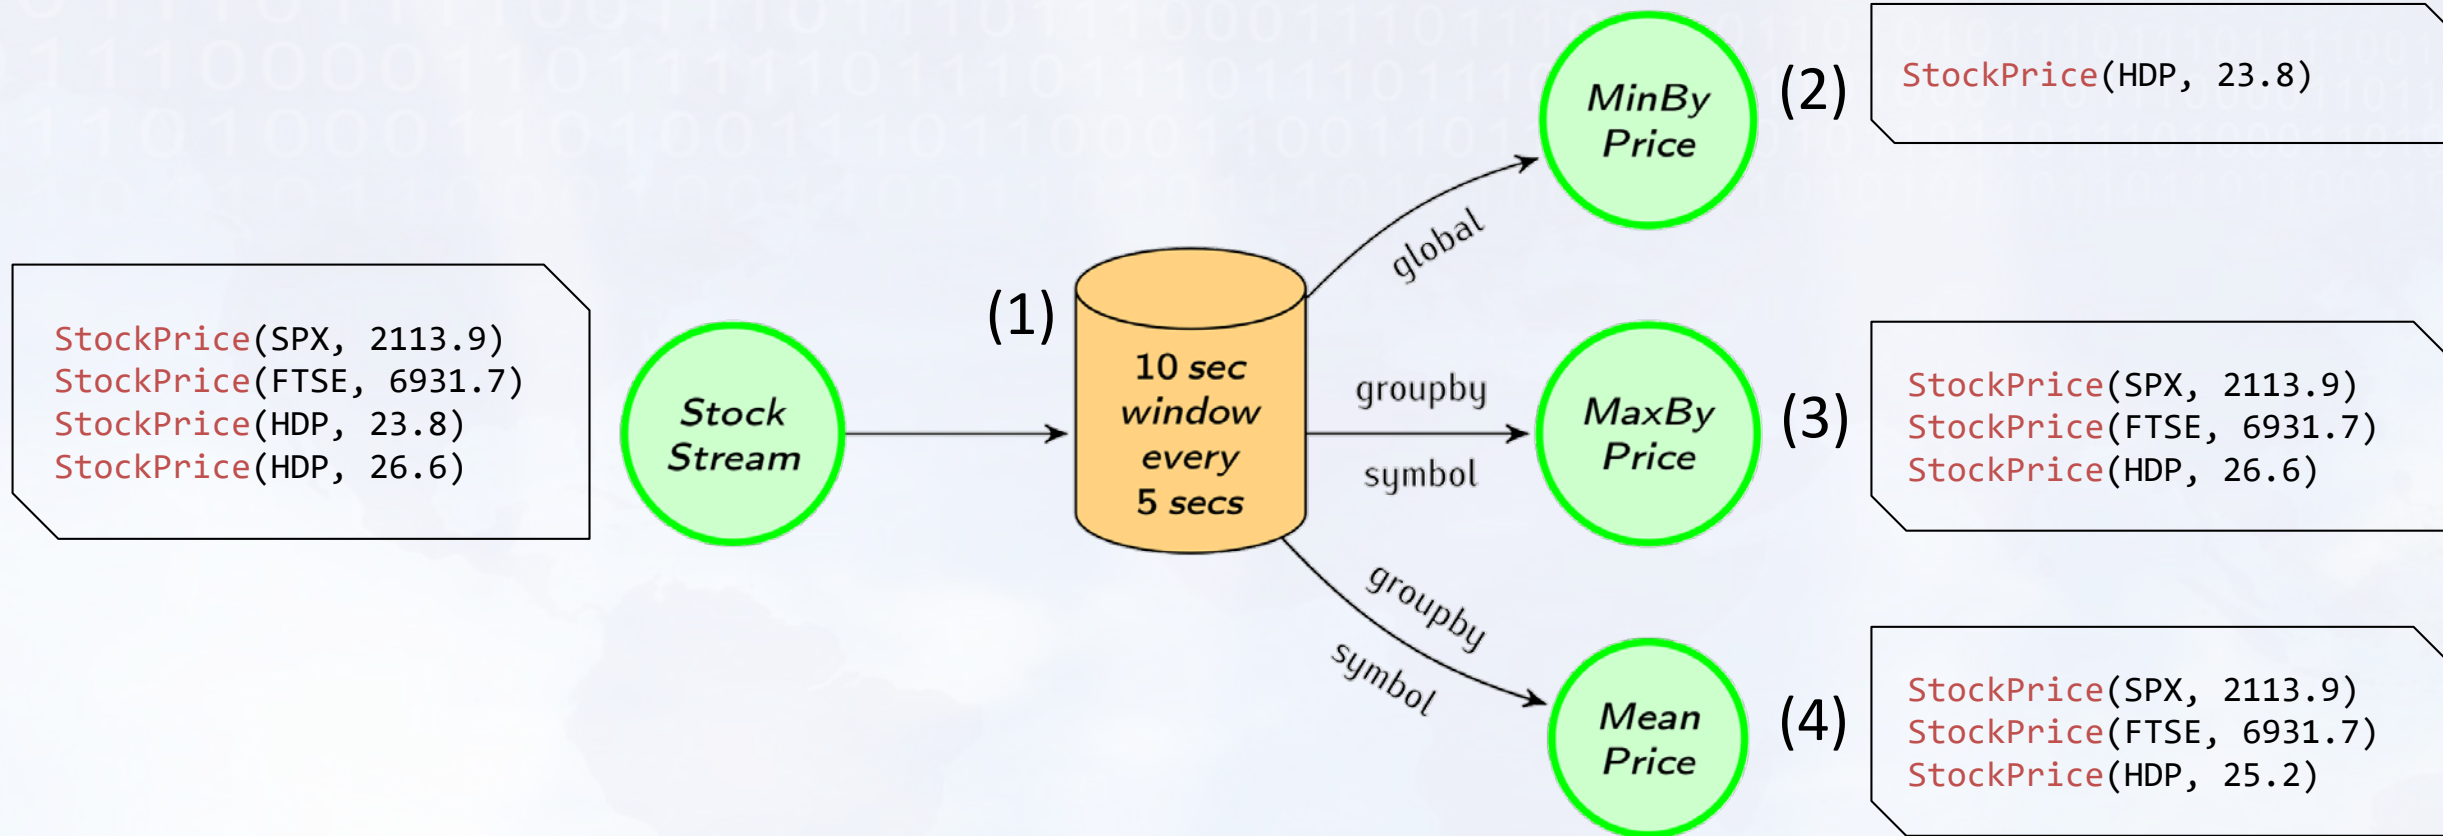 StockPrice(SPX, 2113.9)
StockPrice(FTSE, 6931.7)
StockPrice(HDP, 23.8)
StockPrice(HDP, 26.6)
Stock
Stream
(1)
10 sec
window
every
5 secs
global
MinBy
Price
(2)
StockPrice(HDP, 23.8)
groupby
symbol
MaxBy
Price
(3)
StockPrice(SPX, 2113.9)
StockPrice(FTSE, 6931.7)
StockPrice(HDP, 26.6)
groupby
symbol
Mean
Price
(4)
StockPrice(SPX, 2113.9)
StockPrice(FTSE, 6931.7)
StockPrice(HDP, 25.2)